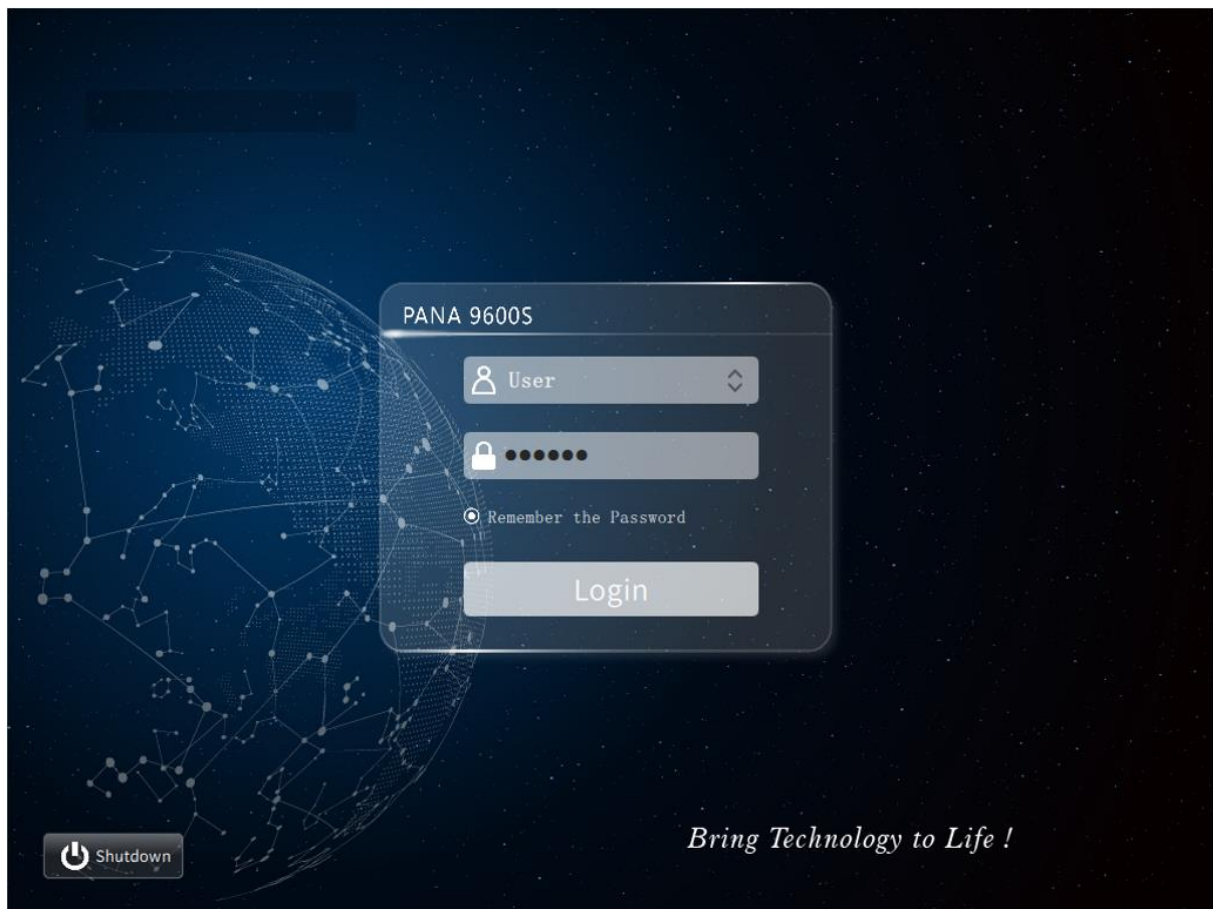 PANA 9600S
User
●●●●●●
Remember the Password
Login
Bring Technology to Life !
Shutdown